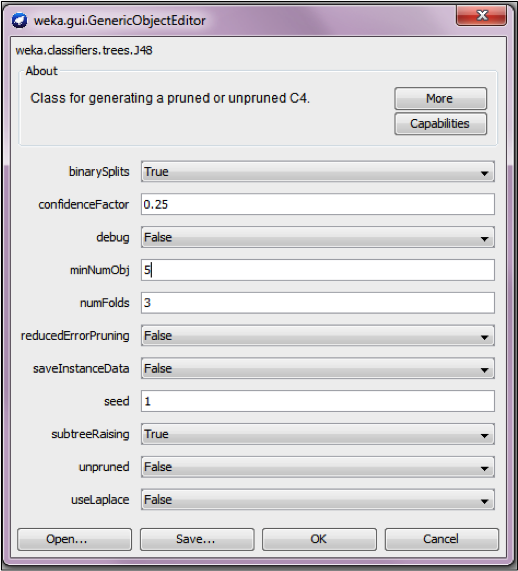 weka.gui.GenericObjectEditor
weka.classifiers.trees.J48
About
Class for generating a pruned or unpruned C4.
More
Capabilities
binarySplits True
confidenceFactor 0.25
debug False
minNumObj 5
numFolds 3
reducedErrorPruning False
saveInstanceData False
seed 1
subtreeRaising True
unpruned False
useLaplace False
Open... Save... OK Cancel